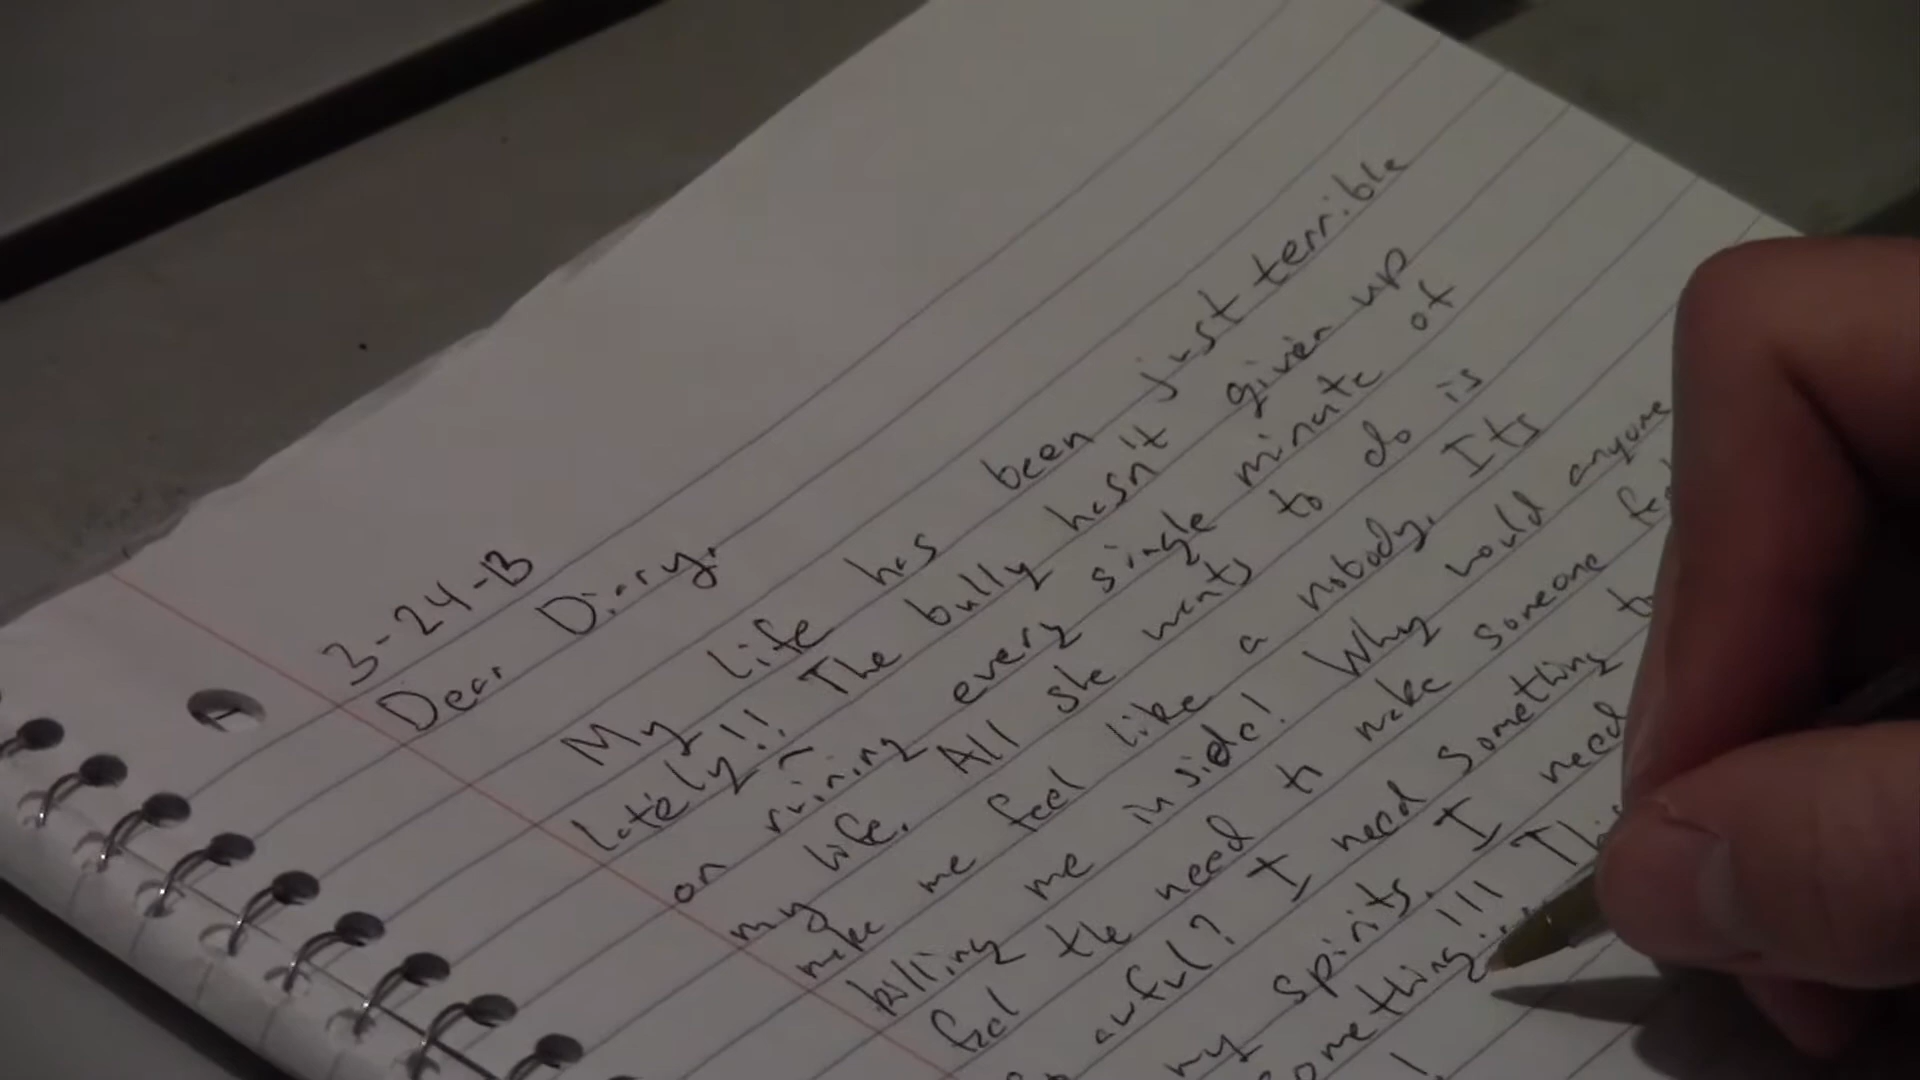 3-24-13
Dear Diary,
My life has been just terrible
lately!! The bully hasn't given up
on ruining every single minute of
my life. All she wants to do is
make me feel like a nobody. Its
killing me inside! Why would anyone
feel the need to make someone
awful? I need something to
my spirits. I need
something!!! This